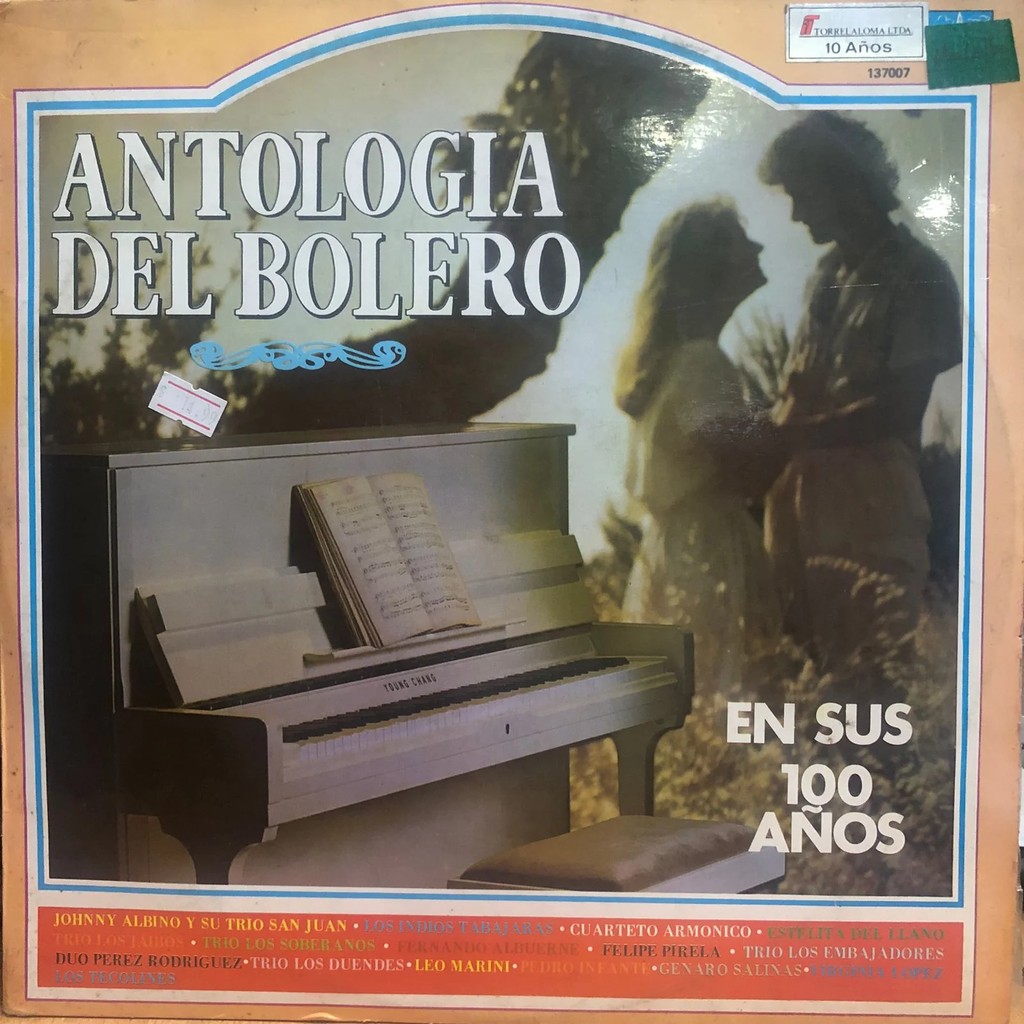 TORRELALOMA LTDA.
10 Años
137007
ANTOLOGIA
DEL BOLERO
YOUNG CHANG
EN SUS
100
AÑOS
JOHNNY ALBINO Y SU TRIO SAN JUAN • LOS INDIOS TABAJARAS • CUARTETO ARMONICO • ESTELITA DEL LLANO
TRIO LOS JAIBOS • TRIO LOS SOBERANOS • FERNANDO ALBUERNE • FELIPE PIRELA • TRIO LOS EMBAJADORES
DUO PEREZ RODRIGUEZ • TRIO LOS DUENDES • LEO MARINI • PEDRO INFANTE • GENARO SALINAS • VIRGINIA LOPEZ
LOS TECOLINES